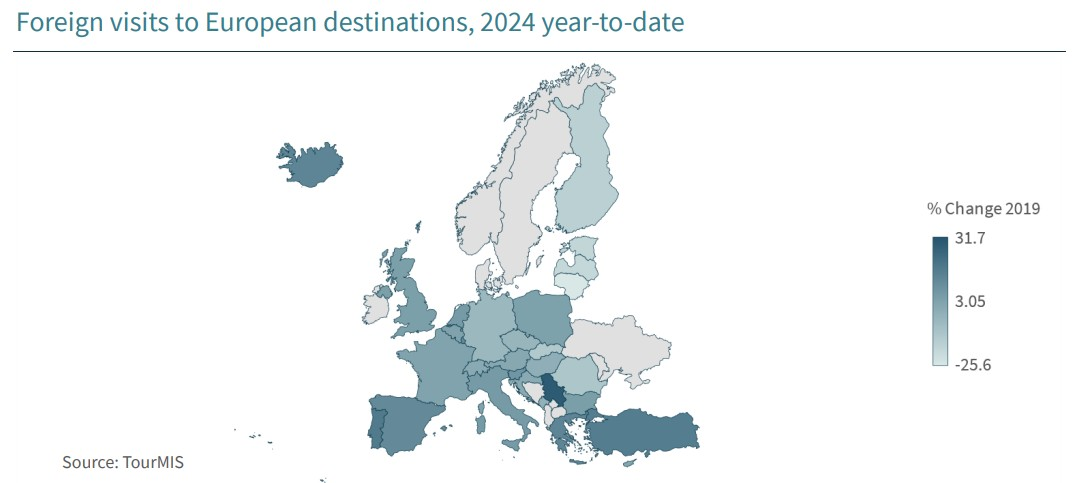 Foreign visits to European destinations, 2024 year-to-date
% Change 2019
31.7
3.05
-25.6
Source: TourMIS